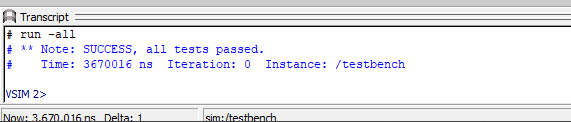 Transcript
# run -all
# ** Note: SUCCESS, all tests passed.
#    Time: 3670016 ns  Iteration: 0  Instance: /testbench
VSIM 2>
Now: 3,670,016 ns  Delta: 1
sim:/testbench